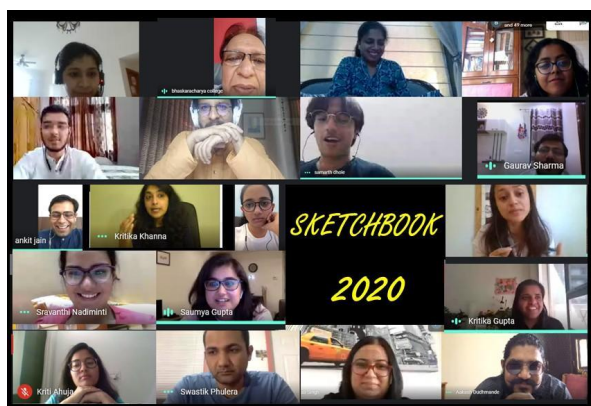 and 49 more
bhaskaracharya college
samarth dhole
Gaurav Sharma
ankit jain
Kritika Khanna
SKETCHBOOK
2020
Sravanthi Nadiminti
Saumya Gupta
Kritika Gupta
Kriti Ahuja
Swastik Phulera
Dudhmande